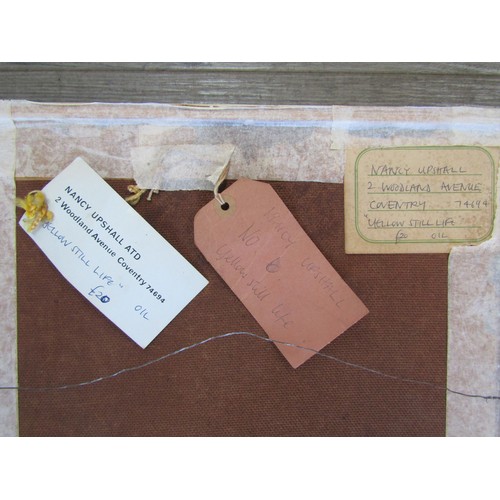 NANCY UPSHALL ATD
2 Woodland Avenue Coventry 74694
"YELLOW STILL LIFE"
£20 OIL
NANCY UPSHALL
NO 8
Yellow Still Life
NANCY UPSHALL
2 WOODLAND AVENUE
COVENTRY 74694
"YELLOW STILL LIFE"
OIL